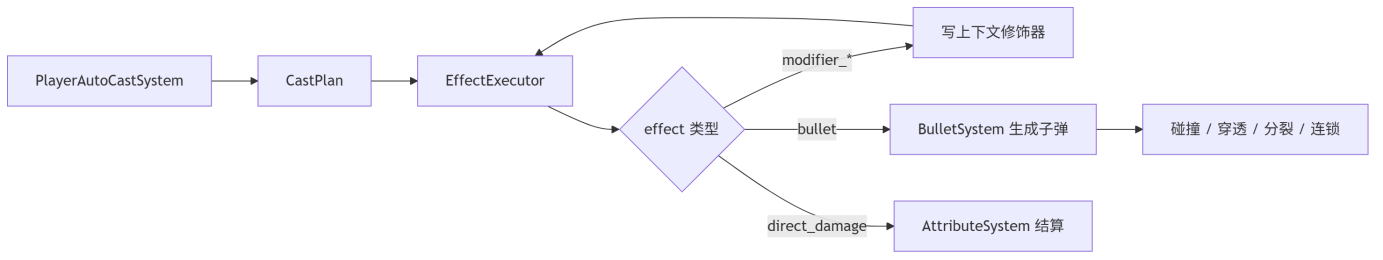 PlayerAutoCastSystem
CastPlan
EffectExecutor
effect 类型
modifier_*
写上下文修饰器
bullet
BulletSystem 生成子弹
碰撞 / 穿透 / 分裂 / 连锁
direct_damage
AttributeSystem 结算